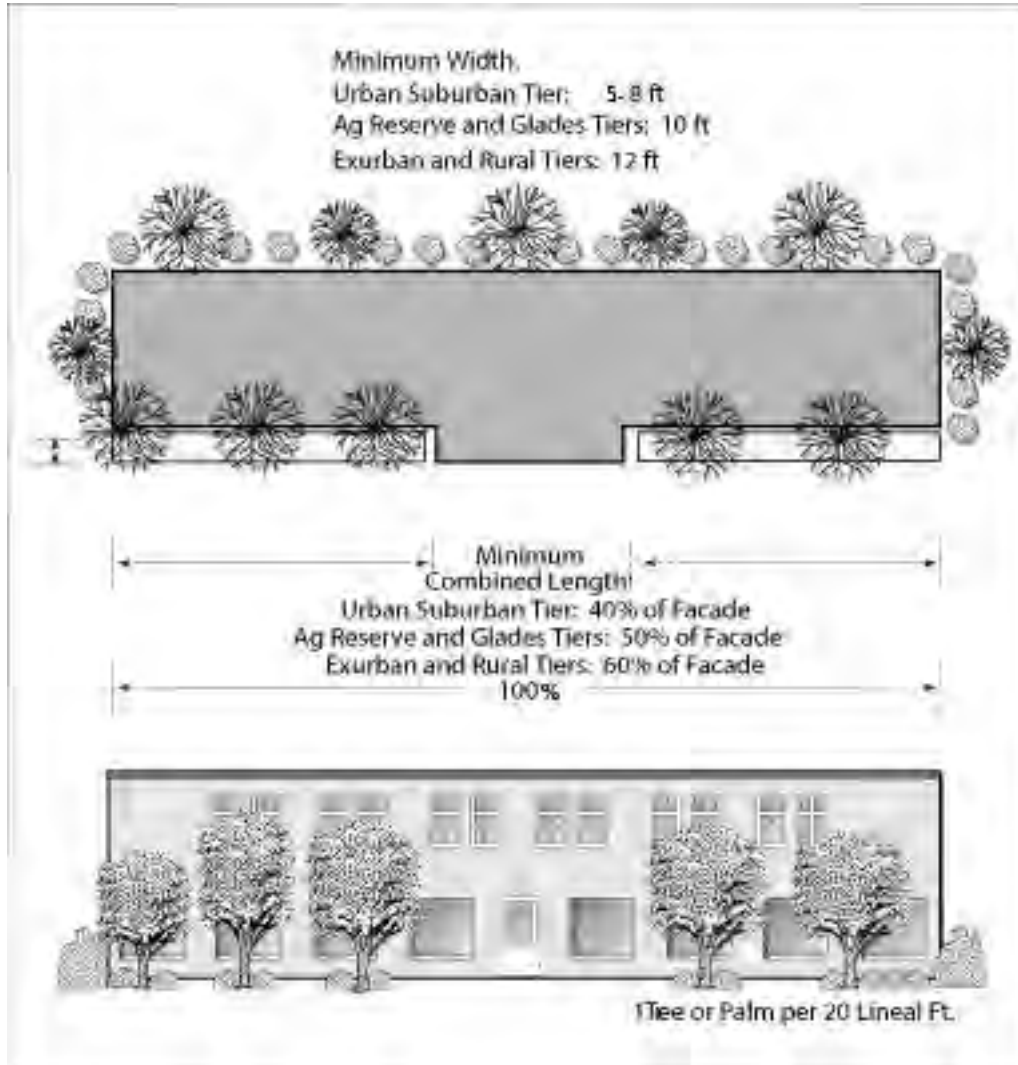 Minimum Width.
Urban Suburban Tier: 5-8 ft
Ag Reserve and Glades Tiers: 10 ft
Exurban and Rural Tiers: 12 ft
Minimum
Combined Length
Urban Suburban Tier: 40% of Facade
Ag Reserve and Glades Tiers: 50% of Facade
Exurban and Rural Tiers: 60% of Facade
100%
1Tree or Palm per 20 Lineal Ft.